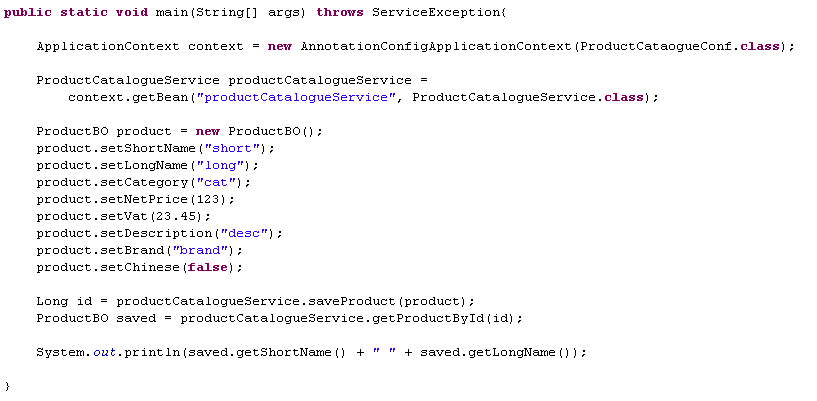 public static void main(String[] args) throws ServiceException{
ApplicationContext context = new AnnotationConfigApplicationContext(ProductCataogueConf.class);
ProductCatalogueService productCatalogueService =
context.getBean("productCatalogueService", ProductCatalogueService.class);
ProductBO product = new ProductBO();
product.setShortName("short");
product.setLongName("long");
product.setCategory("cat");
product.setNetPrice(123);
product.setVat(23.45);
product.setDescription("desc");
product.setBrand("brand");
product.setChinese(false);
Long id = productCatalogueService.saveProduct(product);
ProductBO saved = productCatalogueService.getProductById(id);
System.out.println(saved.getShortName() + " " + saved.getLongName());
}